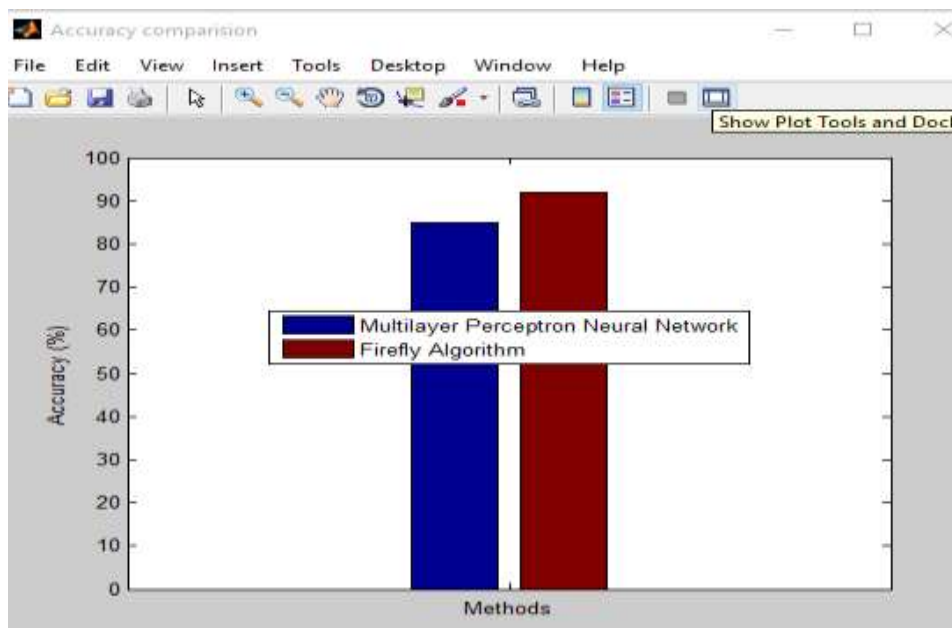 Accuracy comparision
File Edit View Insert Tools Desktop Window Help
Show Plot Tools and Docl
100
90
80
70
60
50
40
30
20
10
0
Accuracy (%)
Multilayer Perceptron Neural Network
Firefly Algorithm
Methods